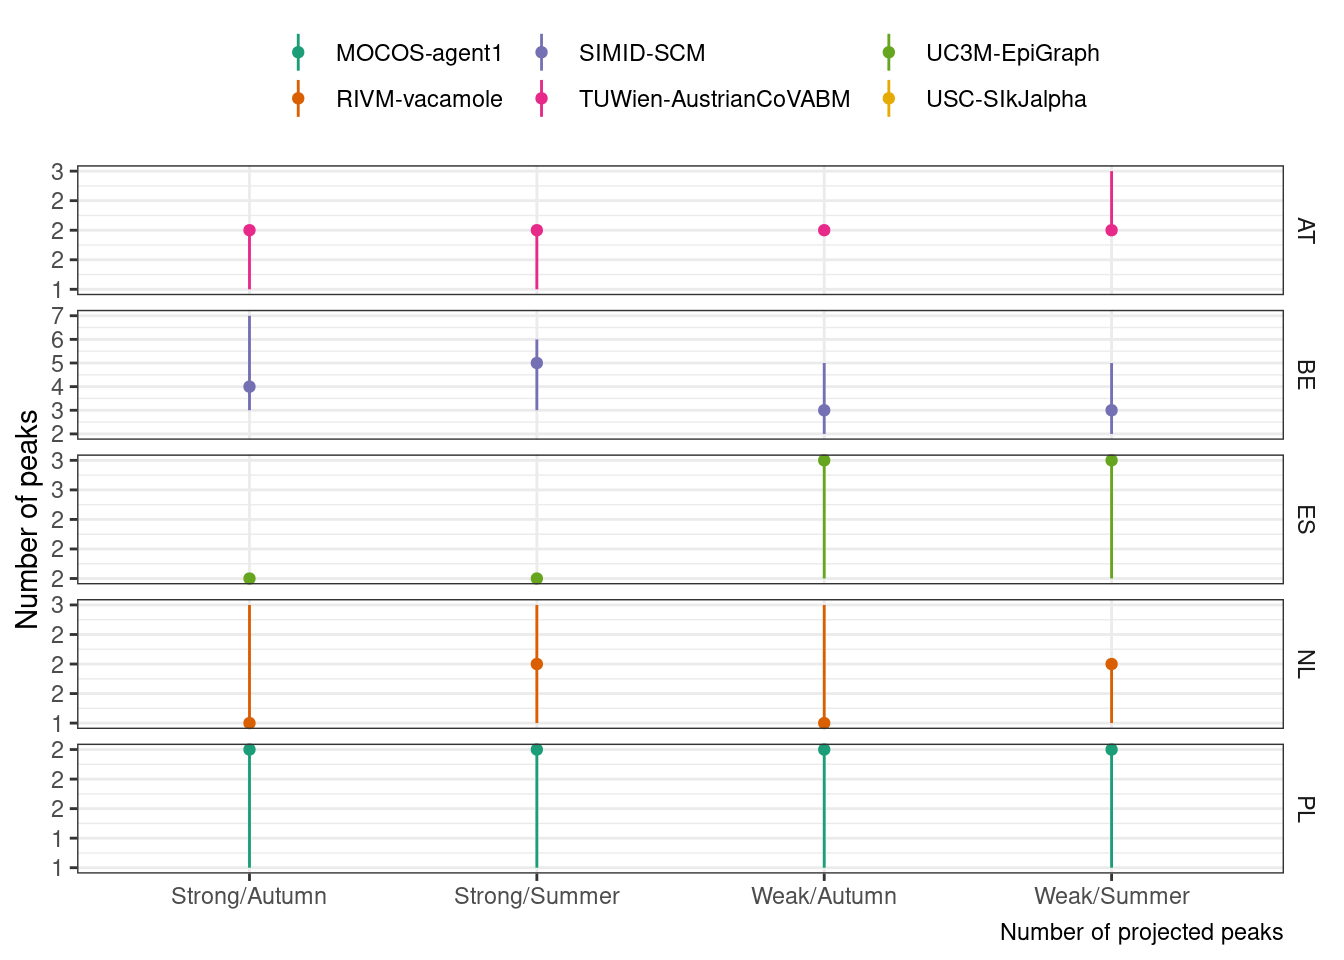 MOCOS-agent1 SIMID-SCM UC3M-EpiGraph
RIVM-vacamole TUWien-AustrianCoVABM USC-SIkJalpha
Number of peaks
3
2
2
2
1
AT
7
6
5
4
3
2
BE
3
3
2
2
2
ES
3
2
2
2
1
NL
2
2
2
1
1
PL
Strong/Autumn Strong/Summer Weak/Autumn Weak/Summer
Number of projected peaks